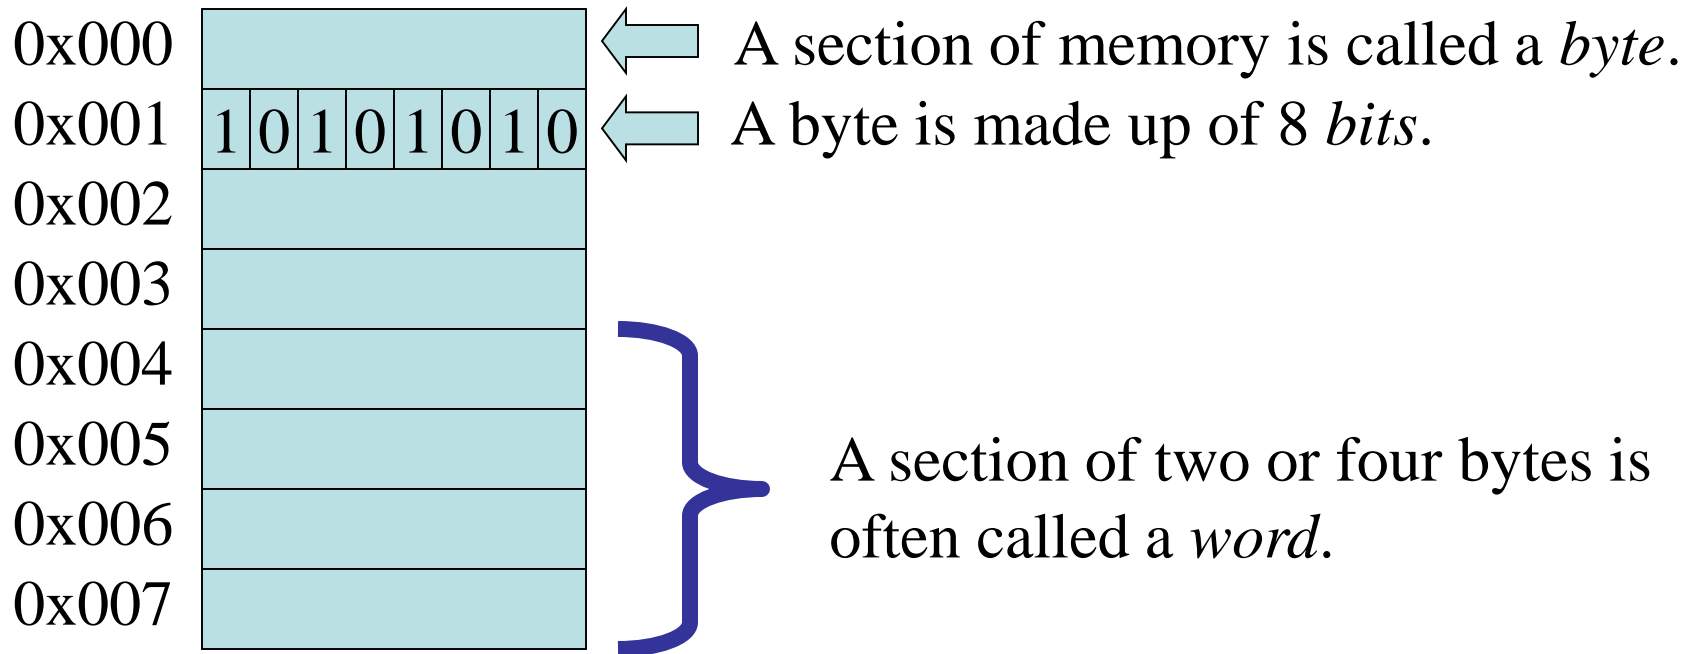 0x000 A section of memory is called a byte.
0x001 1 0 1 0 1 0 1 0 A byte is made up of 8 bits.
0x002
0x003
0x004
0x005
A section of two or four bytes is
0x006
often called a word.
0x007